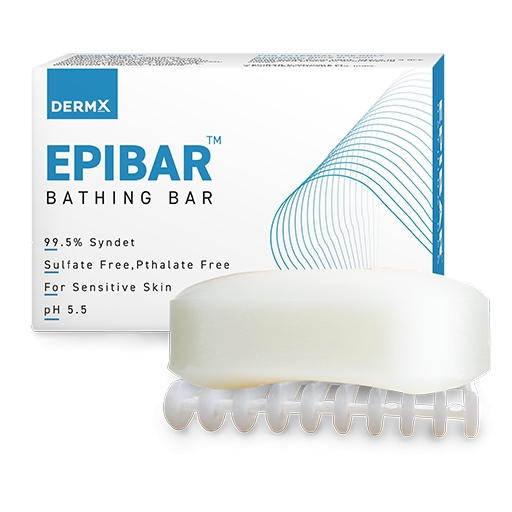 DERMX
EPIBAR™
BATHING BAR
99.5% Syndet
Sulfate Free,Pthalate Free
For Sensitive Skin
pH 5.5